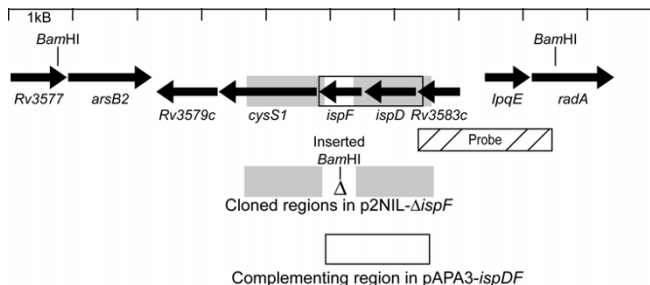 1kB
BamHI
BamHI
Rv3577
arsB2
Rv3579c
cysS1
ispF
ispD
Rv3583c
lpqE
radA
Probe
Inserted
BamHI
Δ
Cloned regions in p2NIL-ΔispF
Complementing region in pAPA3-ispDF